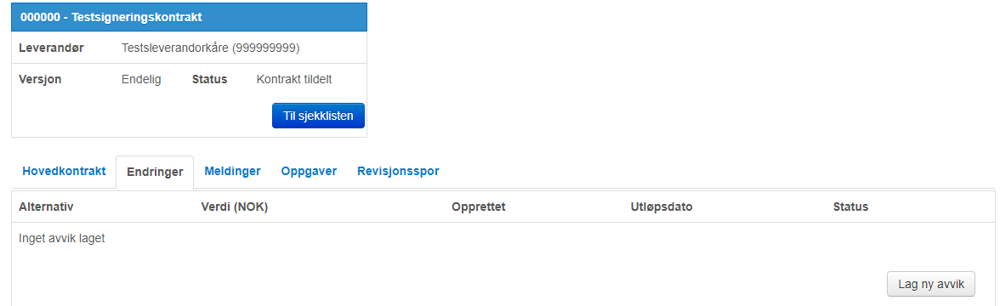 000000 - Testsigneringskontrakt
Leverandør Testsleverandorkåre (999999999)
Versjon Endelig Status Kontrakt tildelt
Til sjekklisten
Hovedkontrakt Endringer Meldinger Oppgaver Revisjonsspor
Alternativ Verdi (NOK) Opprettet Utløpsdato Status
Inget avvik laget
Lag ny avvik